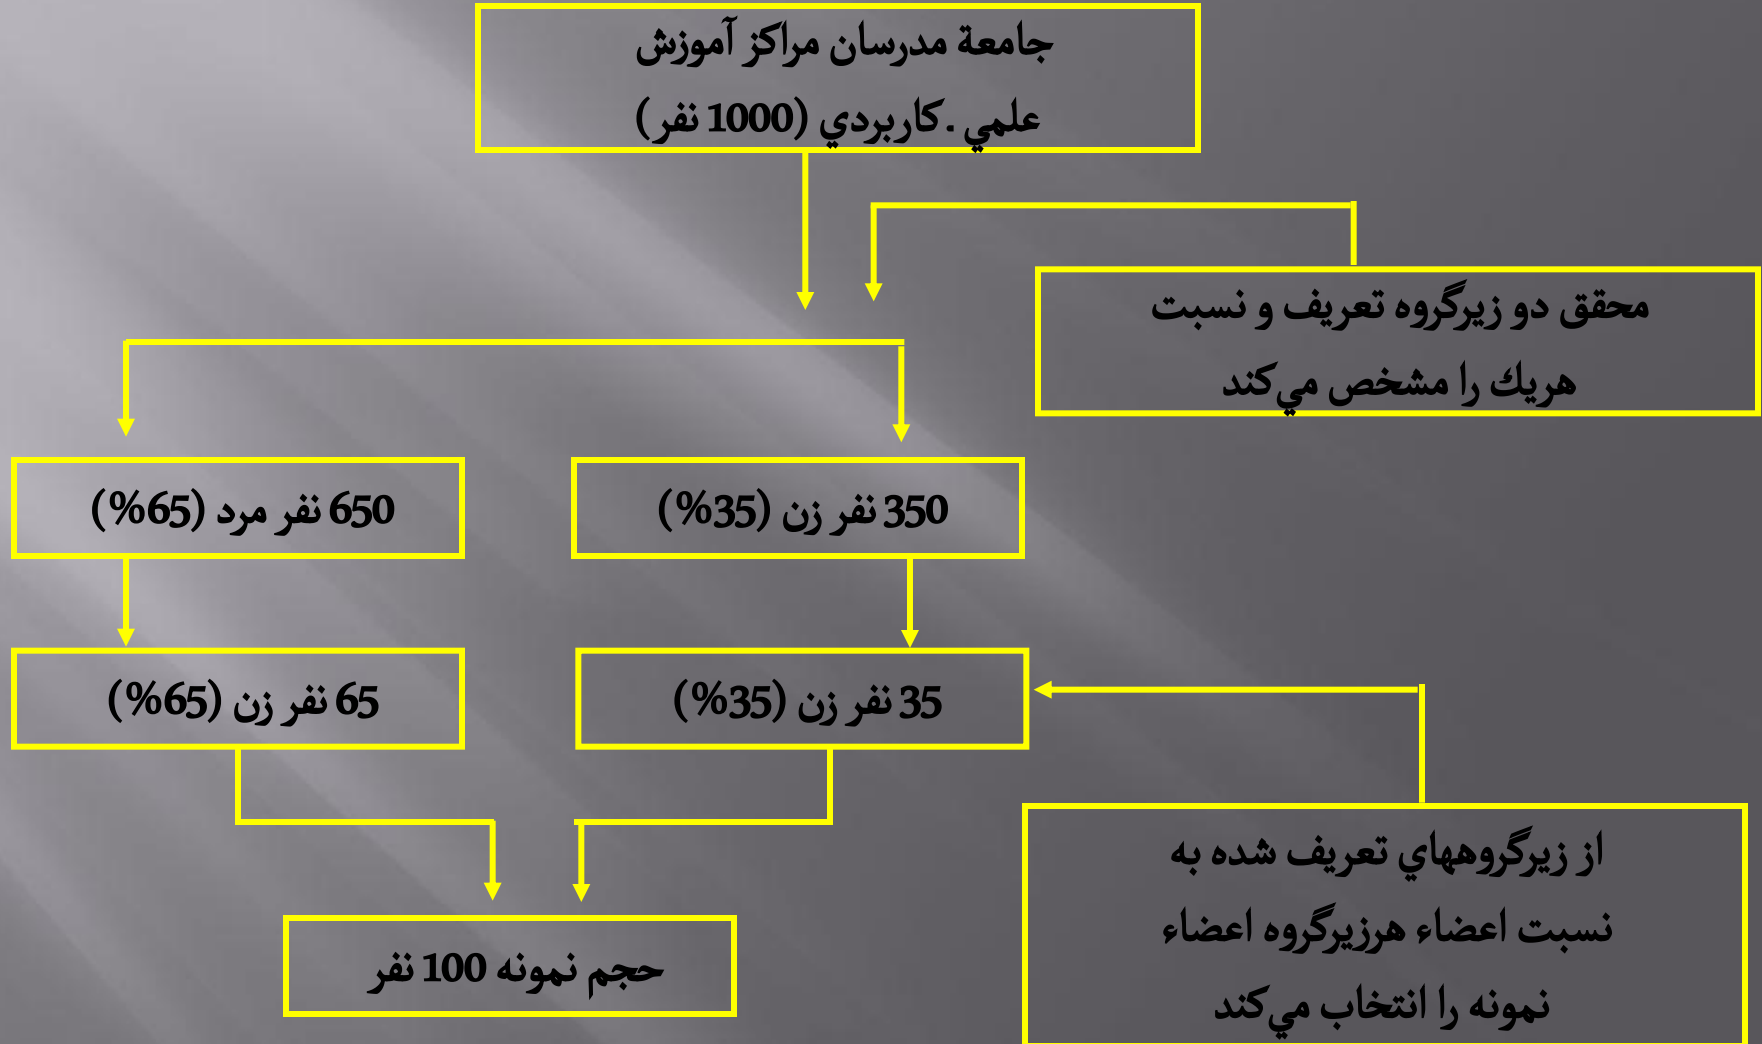 جامعة مدرسان مراكز آموزش
علمي .كاربردي (1000 نفر)
محقق دو زيرگروه تعريف و نسبت
هريك را مشخص مي‌كند
350 نفر زن (35%)
650 نفر مرد (65%)
35 نفر زن (35%)
65 نفر زن (65%)
از زيرگروههاي تعريف شده به
نسبت اعضاء هرزيرگروه اعضاء
نمونه را انتخاب مي‌كند
حجم نمونه 100 نفر